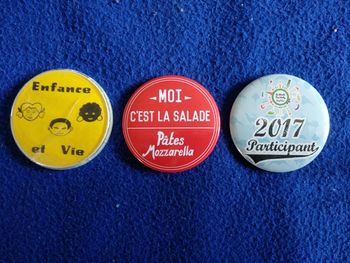 Enfance
et Vie
MOI
C'EST LA SALADE
Pâtes
Mozzarella
2017
Participant